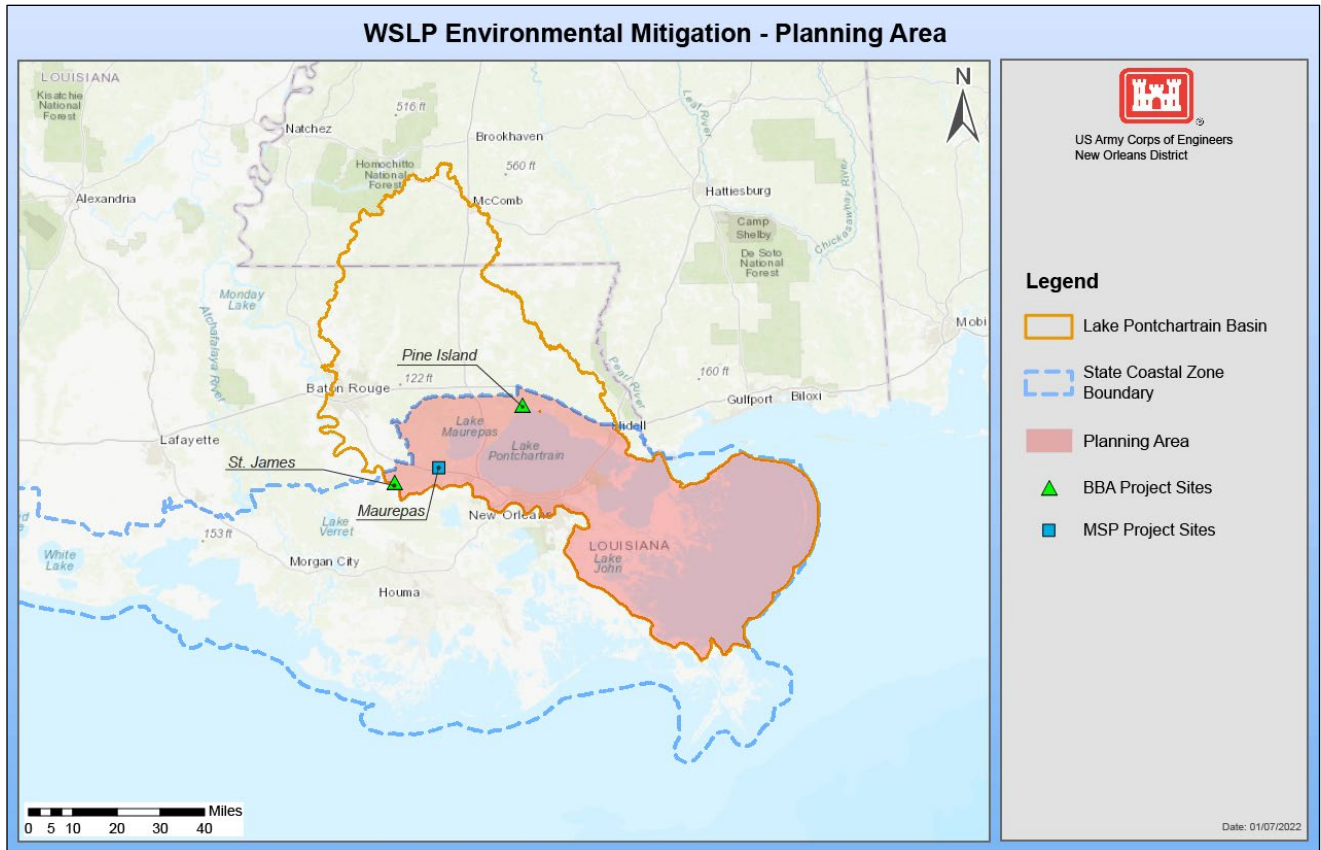 WSLP Environmental Mitigation - Planning Area
LOUISIANA
Kisatchie
National
Forest
516 ft
Natchez
Brookhaven
Leaf River
N
Homochitto
National
Forest
560 ft
Alexandria
McComb
Hattiesburg
Chickasawhay River
Camp
Shelby
De Soto
National
Forest
Monday
Lake
Atchafalaya River
Mobi
Pine Island
Pearl River
160 ft
Baton Rouge
122 ft
Gulfport
Biloxi
Lake
Maurepas
Slidell
Lafayette
Lake
Pontchartrain
St. James
Maurepas
New Orleans
Lake
Verret
153 ft
LOUISIANA
Lake
John
White
Lake
Morgan City
Houma
Miles
0 5 10 20 30 40
US Army Corps of Engineers
New Orleans District
Legend
Lake Pontchartrain Basin
State Coastal Zone
Boundary
Planning Area
BBA Project Sites
MSP Project Sites
Date: 01/07/2022